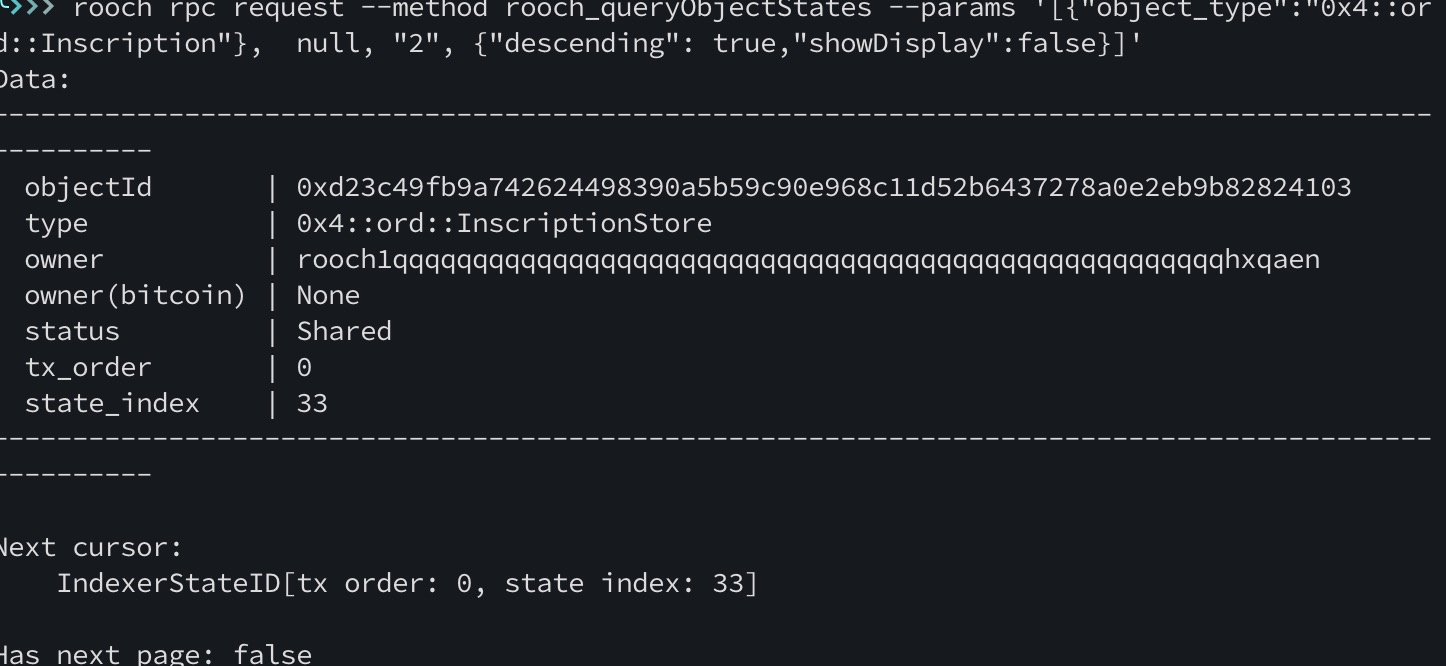 ╰❯❯❯ rooch rpc request --method rooch_queryObjectStates --params '[{"object_type":"0x4::or
d::Inscription"},  null, "2", {"descending": true,"showDisplay":false}]'
Data:
------------------------------------------------------------------------------------------
----------
  objectId       | 0xd23c49fb9a742624498390a5b59c90e968c11d52b6437278a0e2eb9b82824103
  type           | 0x4::ord::InscriptionStore
  owner          | rooch1qqqqqqqqqqqqqqqqqqqqqqqqqqqqqqqqqqqqqqqqqqqqqqqqqqqqhxqaen
  owner(bitcoin) | None
  status         | Shared
  tx_order       | 0
  state_index    | 33
------------------------------------------------------------------------------------------
----------
Next cursor:
    IndexerStateID[tx order: 0, state index: 33]
Has next page: false